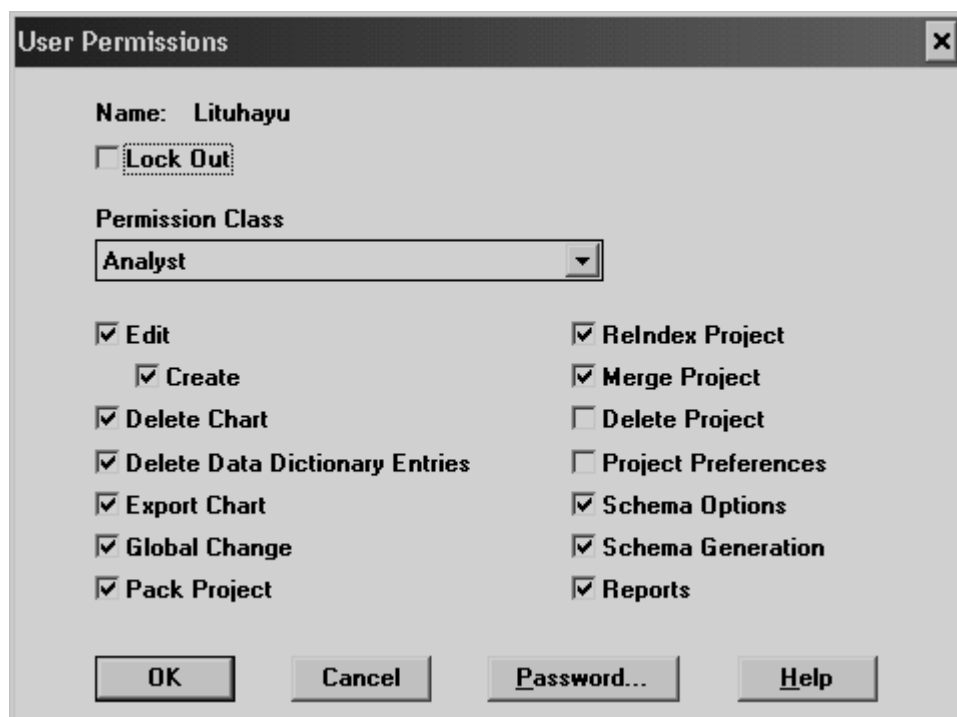 User Permissions
Name: Lituhayu
Lock Out
Permission Class
Analyst
Edit
Create
Delete Chart
Delete Data Dictionary Entries
Export Chart
Global Change
Pack Project
ReIndex Project
Merge Project
Delete Project
Project Preferences
Schema Options
Schema Generation
Reports
OK Cancel Password... Help